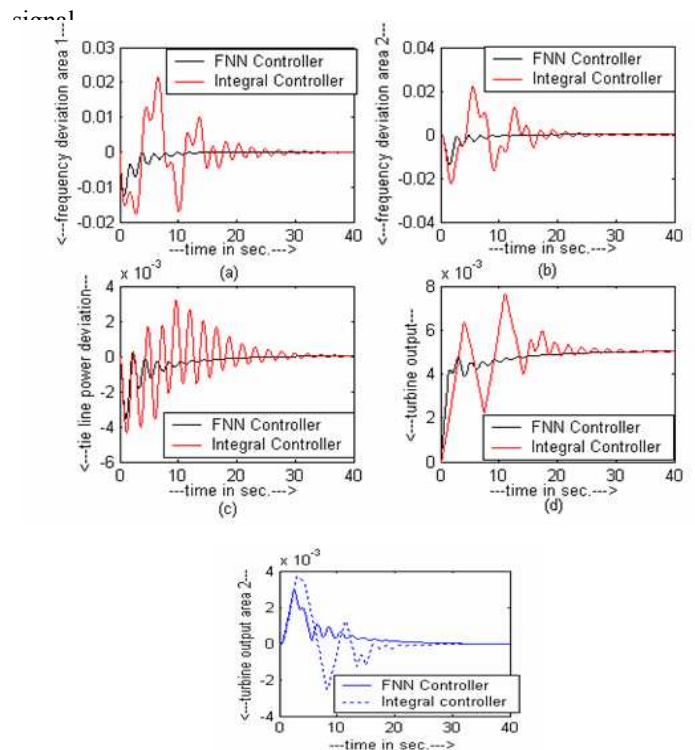 signal
<---frequency deviation area 1---
0.03
0.02
0.01
0
-0.01
-0.02
FNN Controller
Integral Controller
0 10 20 30 40
---time in sec.--->
(a)
<---frequency deviation area 2---
0.04
0.02
0
-0.02
-0.04
FNN Controller
Integral Controller
0 10 20 30 40
---time in sec.--->
(b)
x 10⁻³
<---tie line power deviation---
4
2
0
-2
-4
-6
FNN Controller
Integral Controller
0 10 20 30 40
---time in sec.--->
(c)
x 10⁻³
<---turbine output---
8
6
4
2
0
FNN Controller
Integral Controller
0 10 20 30 40
---time in sec.--->
(d)
x 10⁻³
<---turbine output area 2---
4
2
0
-2
-4
FNN Controller
Integral controller
0 10 20 30 40
---time in sec.--->